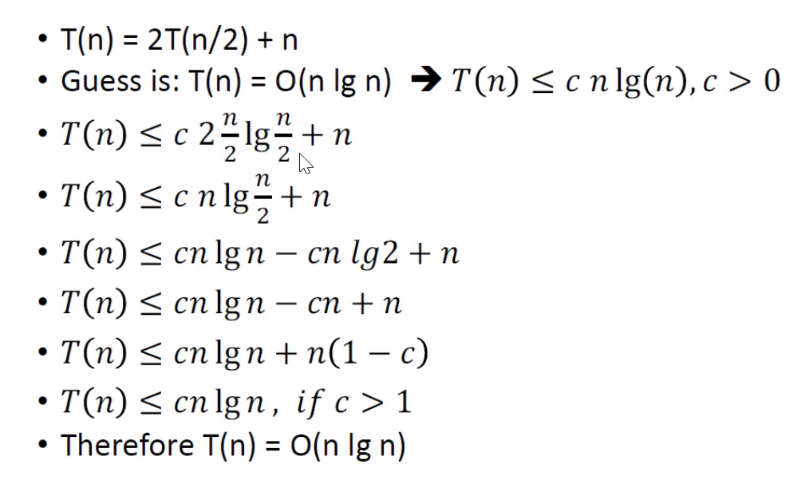 • T(n) = 2T(n/2) + n
• Guess is: T(n) = O(n lg n) ➔ T(n) ≤ c n lg(n), c > 0
• T(n) ≤ c 2 n/2 lg n/2 + n
• T(n) ≤ c n lg n/2 + n
• T(n) ≤ cn lg n − cn lg2 + n
• T(n) ≤ cn lg n − cn + n
• T(n) ≤ cn lg n + n(1 − c)
• T(n) ≤ cn lg n , if c > 1
• Therefore T(n) = O(n lg n)